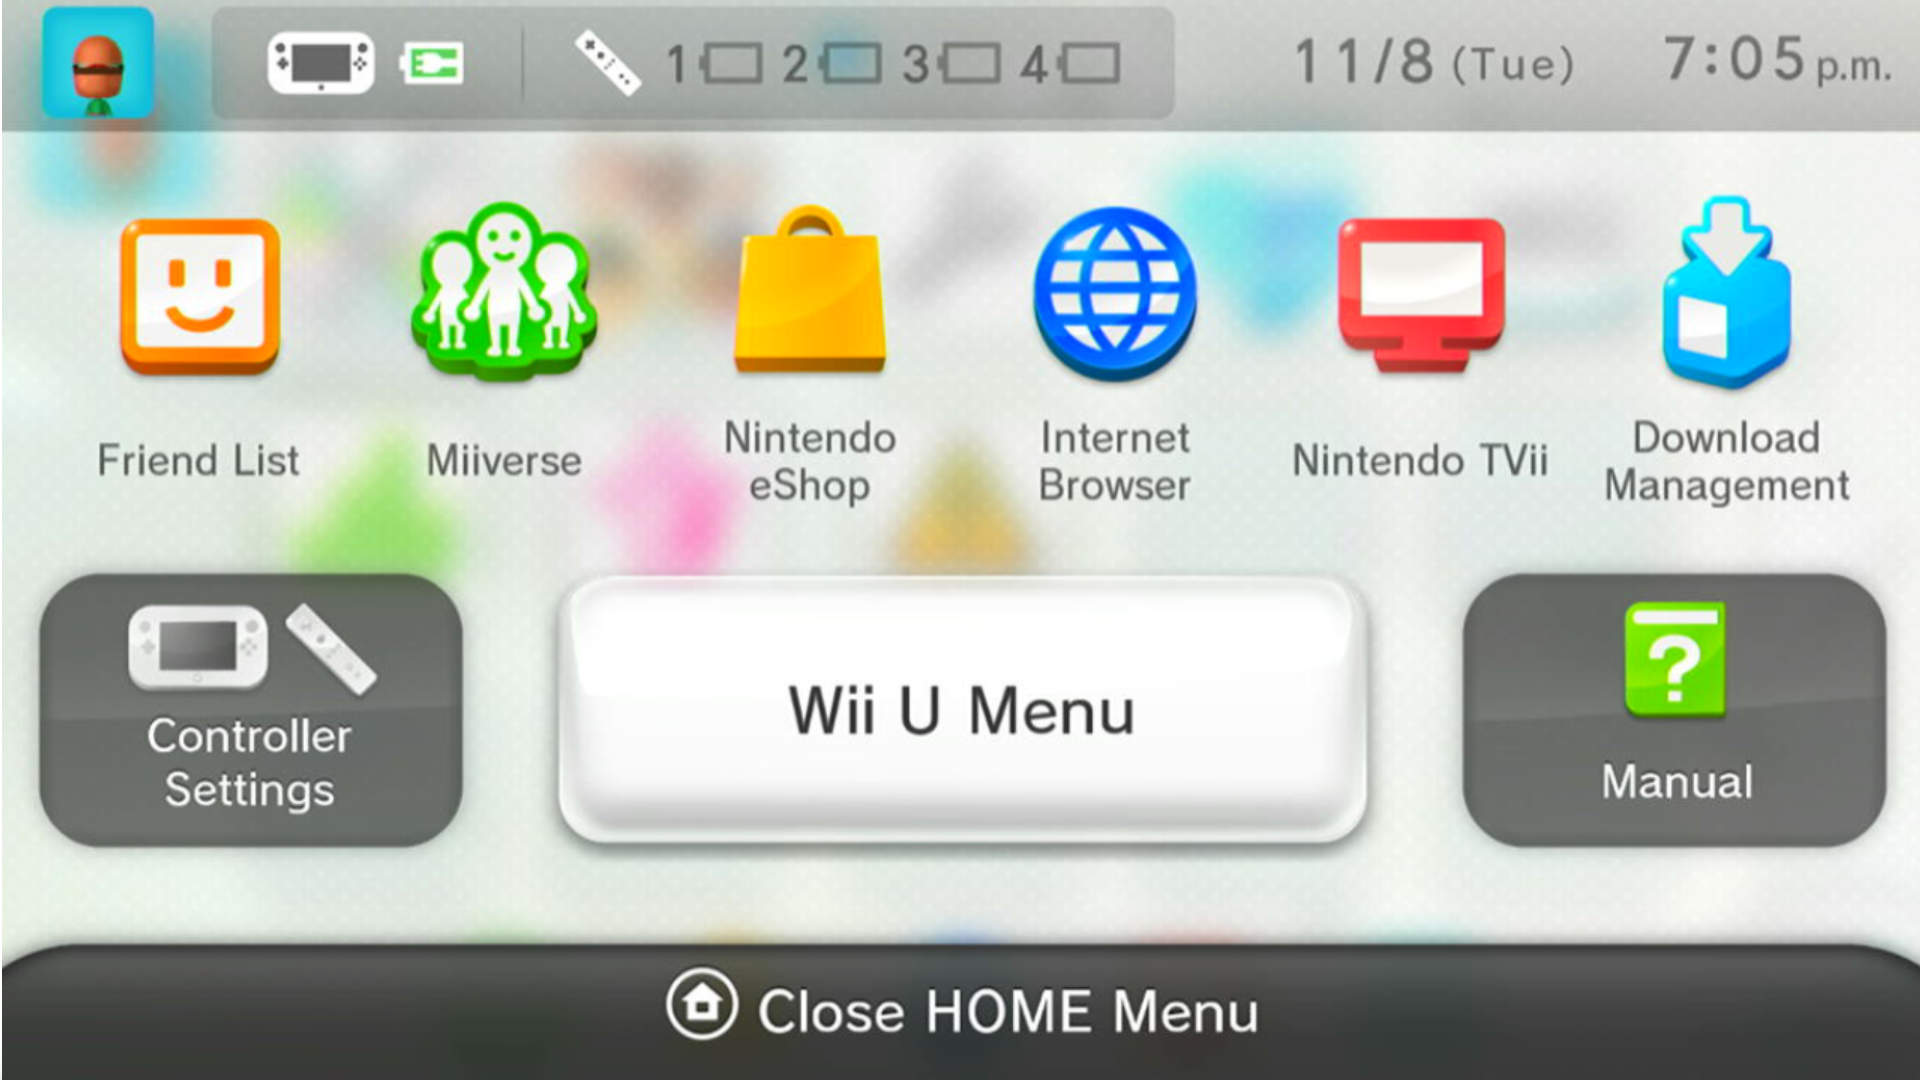 1 2 3 4 11/8 (Tue) 7:05 p.m.
Friend List
Miiverse
Nintendo
eShop
Internet
Browser
Nintendo TVii
Download
Management
Controller
Settings
Wii U Menu
?
Manual
Close HOME Menu